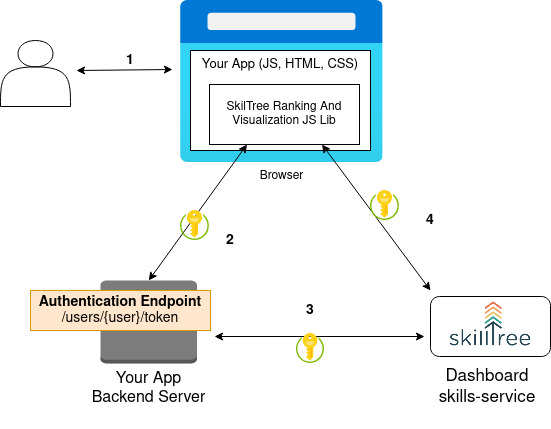 1
Your App (JS, HTML, CSS)
SkilTree Ranking And
Visualization JS Lib
Browser
2
4
Authentication Endpoint
/users/{user}/token
3
skillTree
Your App
Backend Server
Dashboard
skills-service